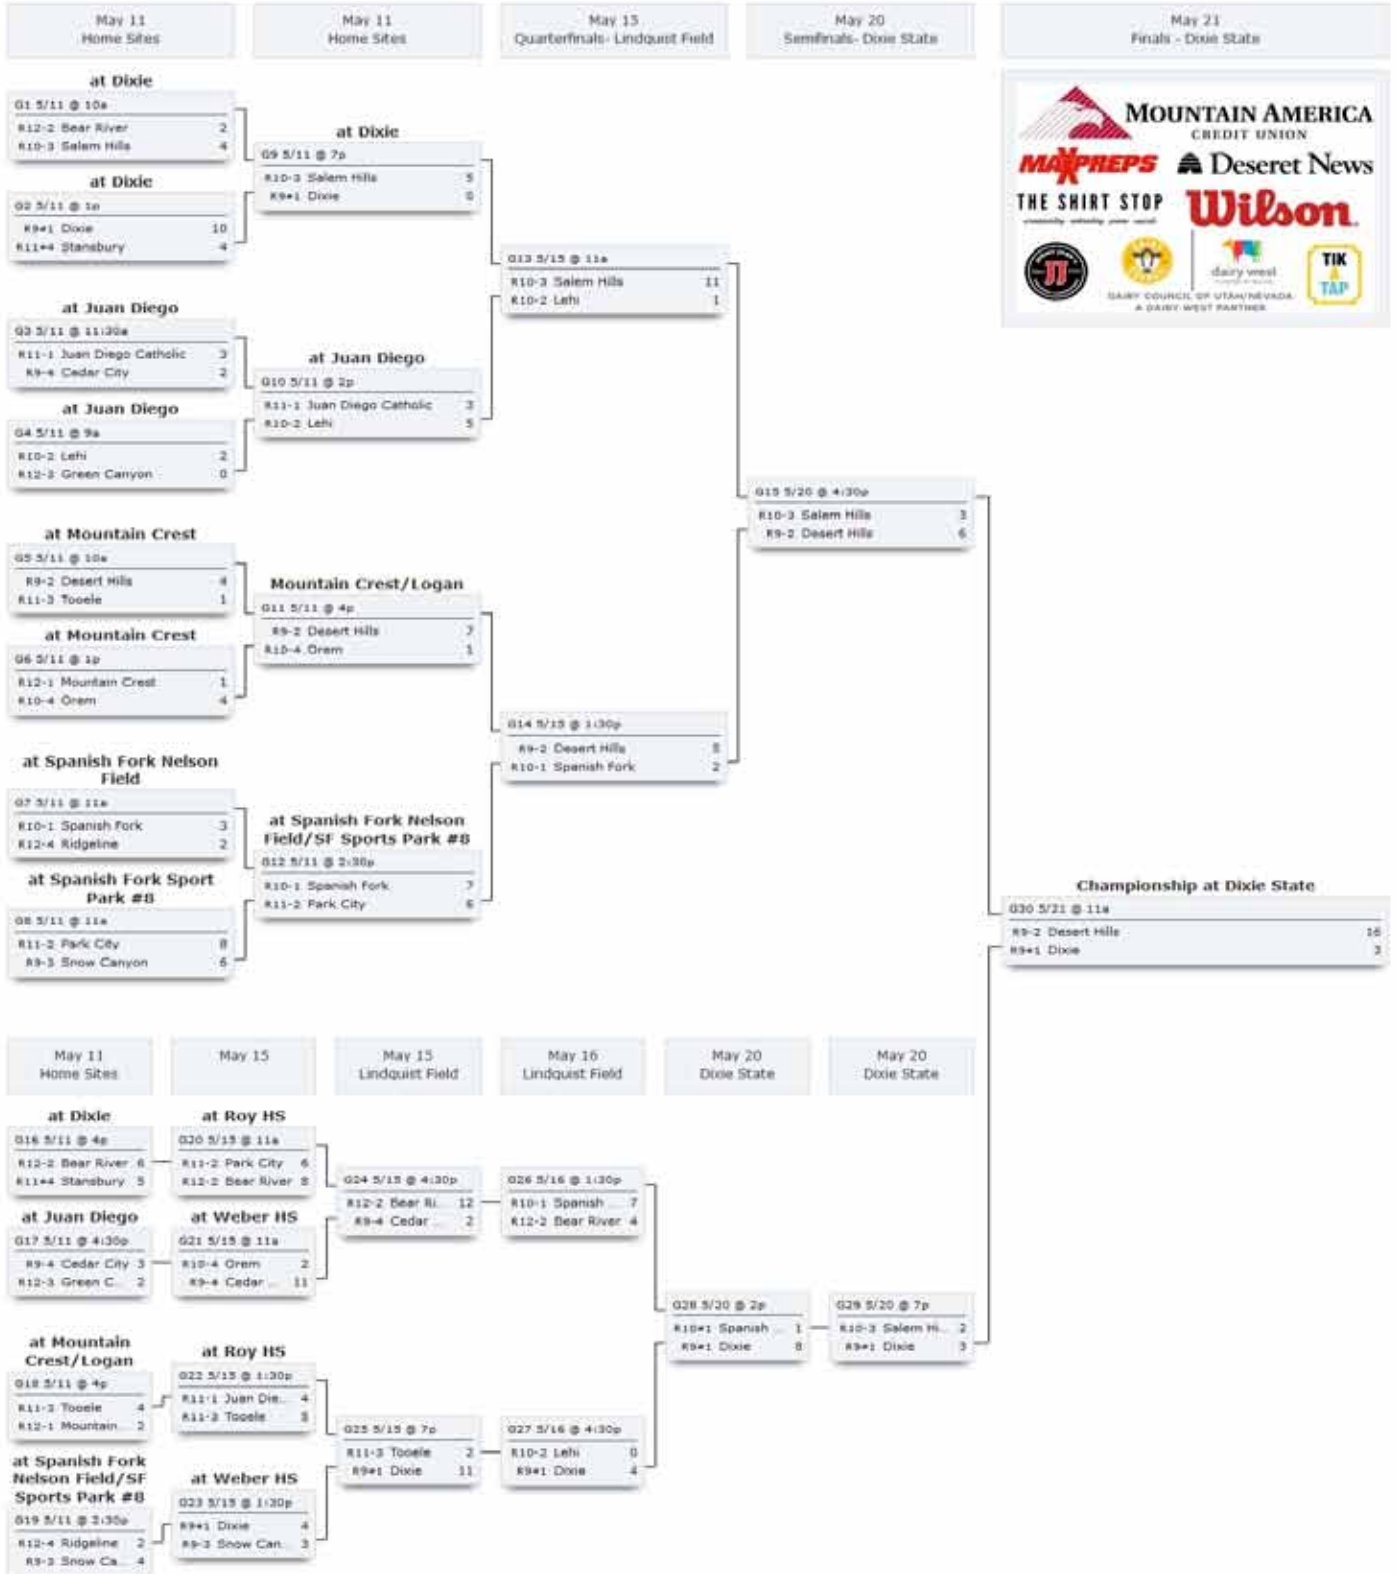 May 11
Home Sites
May 11
Home Sites
May 15
Quarterfinals- Lindquist Field
May 20
Semifinals- Dixie State
May 21
Finals - Dixie State
MOUNTAIN AMERICA
CREDIT UNION
MAXPREPS
Deseret News
THE SHIRT STOP
Wilson
JJ
dairy west
DAIRY COUNCIL OF UTAH/NEVADA
A DAIRY WEST PARTNER
TIK
A
TAP
at Dixie
G1 5/11 @ 10a
R12-2 Bear River 2
R10-3 Salem Hills 4
at Dixie
G2 5/11 @ 1p
R9#1 Dixie 10
R11#4 Stansbury 4
at Dixie
G9 5/11 @ 7p
R10-3 Salem Hills 5
R9#1 Dixie 0
at Juan Diego
G3 5/11 @ 11:30a
R11-1 Juan Diego Catholic 3
R9-4 Cedar City 2
at Juan Diego
G4 5/11 @ 9a
R10-2 Lehi 2
R12-3 Green Canyon 0
at Juan Diego
G10 5/11 @ 2p
R11-1 Juan Diego Catholic 3
R10-2 Lehi 5
G13 5/15 @ 11a
R10-3 Salem Hills 11
R10-2 Lehi 1
at Mountain Crest
G5 5/11 @ 10a
R9-2 Desert Hills 4
R11-3 Tooele 1
at Mountain Crest
G6 5/11 @ 1p
R12-1 Mountain Crest 1
R10-4 Orem 4
Mountain Crest/Logan
G11 5/11 @ 4p
R9-2 Desert Hills 7
R10-4 Orem 1
at Spanish Fork Nelson
Field
G7 5/11 @ 11a
R10-1 Spanish Fork 3
R12-4 Ridgeline 2
at Spanish Fork Sport
Park #8
G8 5/11 @ 11a
R11-2 Park City 8
R9-3 Snow Canyon 6
at Spanish Fork Nelson
Field/SF Sports Park #8
G12 5/11 @ 2:30p
R10-1 Spanish Fork 7
R11-2 Park City 6
G14 5/15 @ 1:30p
R9-2 Desert Hills
R10-1 Spanish Fork 2
G15 5/20 @ 4:30p
R10-3 Salem Hills 3
R9-2 Desert Hills 6
Championship at Dixie State
G30 5/21 @ 11a
R9-2 Desert Hills 16
R9#1 Dixie 3
May 11
Home Sites
May 15
May 15
Lindquist Field
May 16
Lindquist Field
May 20
Dixie State
May 20
Dixie State
at Dixie
G16 5/11 @ 4p
R12-2 Bear River 6
R11#4 Stansbury 5
at Roy HS
G20 5/15 @ 11a
R11-2 Park City 6
R12-2 Bear River 8
G24 5/15 @ 4:30p
R12-2 Bear Ri... 12
R9-4 Cedar ... 2
G26 5/16 @ 1:30p
R10-1 Spanish ... 7
R12-2 Bear River 4
at Juan Diego
G17 5/11 @ 4:30p
R9-4 Cedar City 3
R12-3 Green C... 2
at Weber HS
G21 5/15 @ 11a
R10-4 Orem 2
R9-4 Cedar ... 11
G28 5/20 @ 2p
R10#1 Spanish ... 1
R9#1 Dixie 8
G29 5/20 @ 7p
R10-3 Salem Hi... 2
R9#1 Dixie 3
at Mountain
Crest/Logan
G18 5/11 @ 4p
R11-3 Tooele 4
R12-1 Mountain... 2
at Roy HS
G22 5/15 @ 1:30p
R11-1 Juan Die... 4
R11-3 Tooele 5
G25 5/15 @ 7p
R11-3 Tooele 2
R9#1 Dixie 11
G27 5/16 @ 4:30p
R10-2 Lehi 0
R9#1 Dixie 4
at Spanish Fork
Nelson Field/SF
Sports Park #8
G19 5/11 @ 2:30p
R12-4 Ridgeline 2
R9-3 Snow Ca... 4
at Weber HS
G23 5/15 @ 1:30p
R9#1 Dixie 4
R9-3 Snow Can... 3